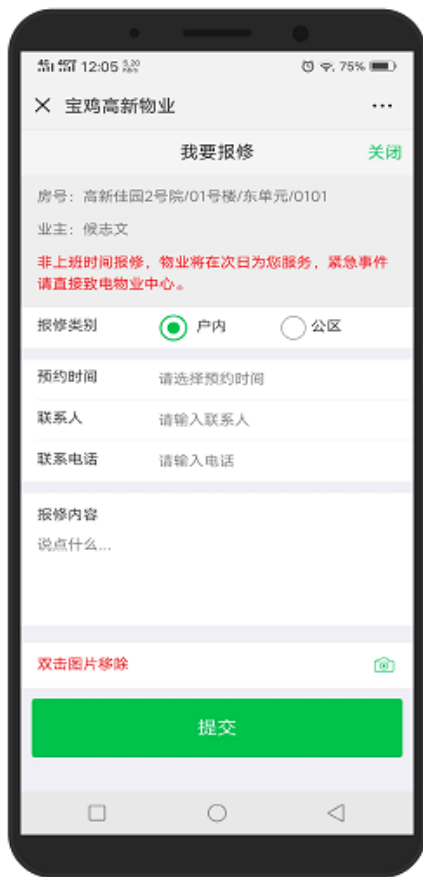 12:05
75%
宝鸡高新物业
我要报修 关闭
房号：高新佳园2号院/01号楼/东单元/0101
业主：候志文
非上班时间报修，物业将在次日为您服务，紧急事件
请直接致电物业中心。
报修类别 户内 公区
预约时间 请选择预约时间
联系人 请输入联系人
联系电话 请输入电话
报修内容
说点什么...
双击图片移除
提交